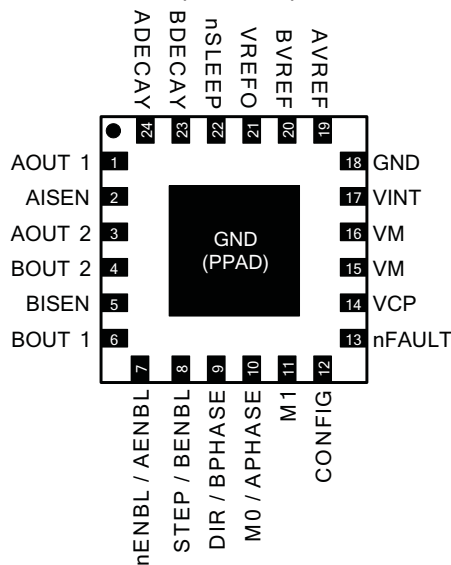 ADECAY
BDECAY
nSLEEP
VREFO
BVREF
AVREF
24
23
22
21
20
19
AOUT 1
1
AISEN
2
AOUT 2
3
BOUT 2
4
BISEN
5
BOUT 1
6
GND
(PPAD)
18
GND
17
VINT
16
VM
15
VM
14
VCP
13
nFAULT
7
8
9
10
11
12
nENBL / AENBL
STEP / BENBL
DIR / BPHASE
M0 / APHASE
M1
CONFIG